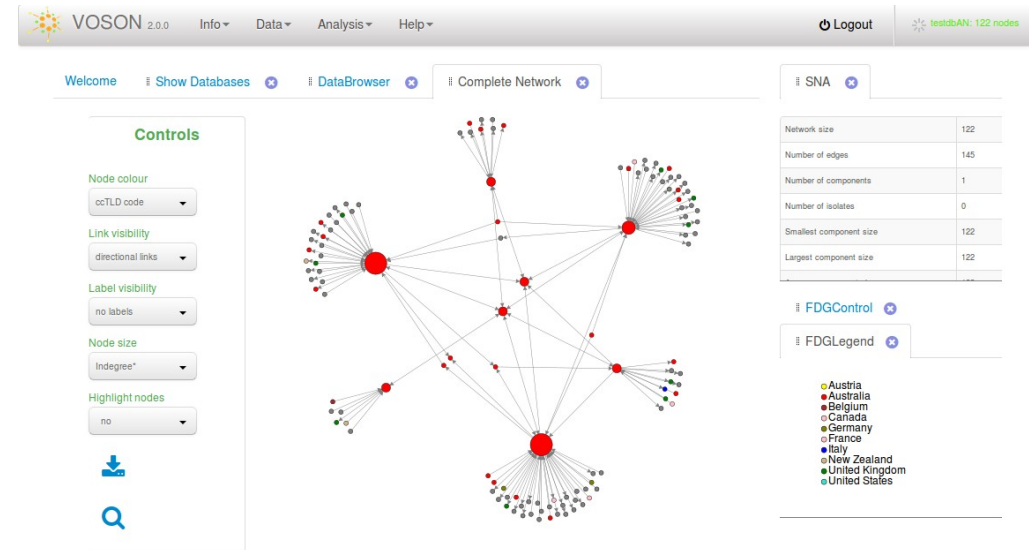 VOSON 2.0.0 Info Data Analysis Help Logout testdbAN: 122 nodes
Welcome Show Databases DataBrowser Complete Network SNA
Controls
Node colour
ccTLD code
Link visibility
directional links
Label visibility
no labels
Node size
Indegree*
Highlight nodes
no
Network size 122
Number of edges 145
Number of components 1
Number of isolates 0
Smallest component size 122
Largest component size 122
FDGControl
FDGLegend
Austria
Australia
Belgium
Canada
Germany
France
Italy
New Zealand
United Kingdom
United States